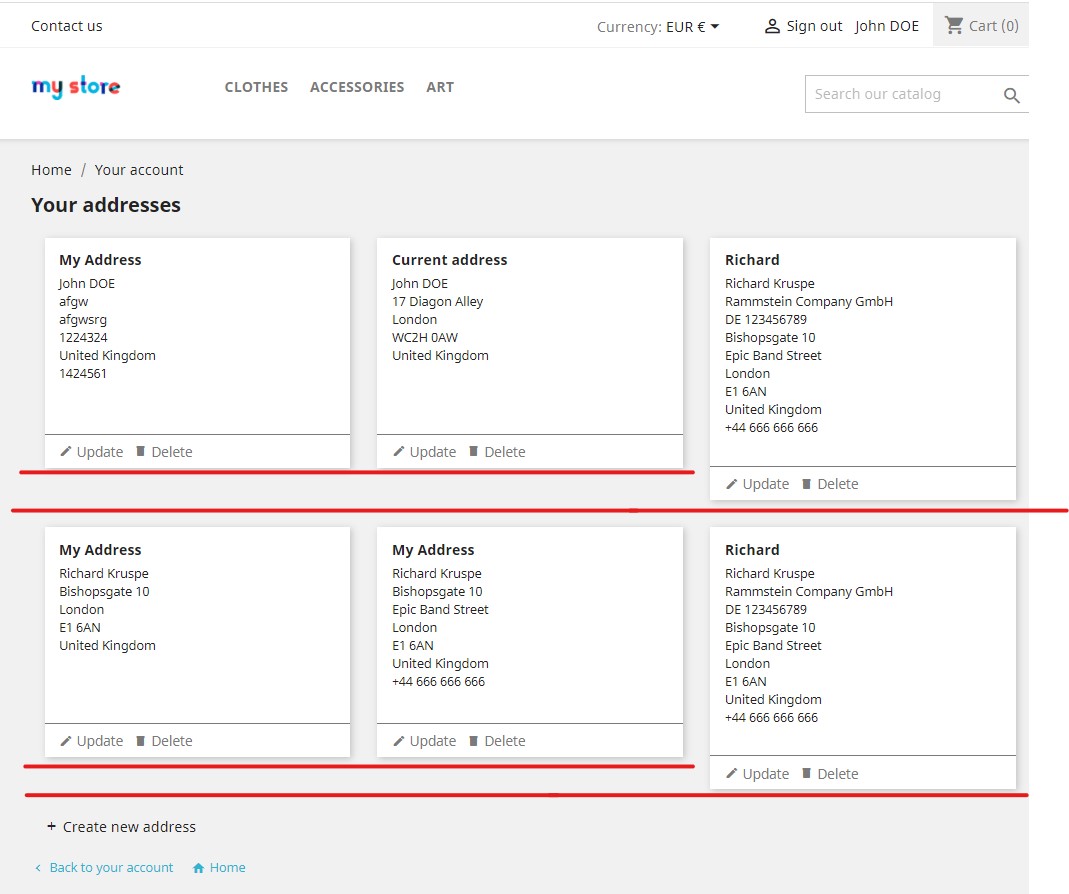 Contact us
Currency: EUR €
Sign out John DOE
Cart (0)
my store
CLOTHES ACCESSORIES ART
Search our catalog
Home / Your account
Your addresses
My Address
John DOE
afgw
afgwsrg
1224324
United Kingdom
1424561
Update Delete
Current address
John DOE
17 Diagon Alley
London
WC2H 0AW
United Kingdom
Update Delete
Richard
Richard Kruspe
Rammstein Company GmbH
DE 123456789
Bishopsgate 10
Epic Band Street
London
E1 6AN
United Kingdom
+44 666 666 666
Update Delete
My Address
Richard Kruspe
Bishopsgate 10
London
E1 6AN
United Kingdom
Update Delete
My Address
Richard Kruspe
Bishopsgate 10
Epic Band Street
London
E1 6AN
United Kingdom
+44 666 666 666
Update Delete
Richard
Richard Kruspe
Rammstein Company GmbH
DE 123456789
Bishopsgate 10
Epic Band Street
London
E1 6AN
United Kingdom
+44 666 666 666
Update Delete
+ Create new address
Back to your account Home